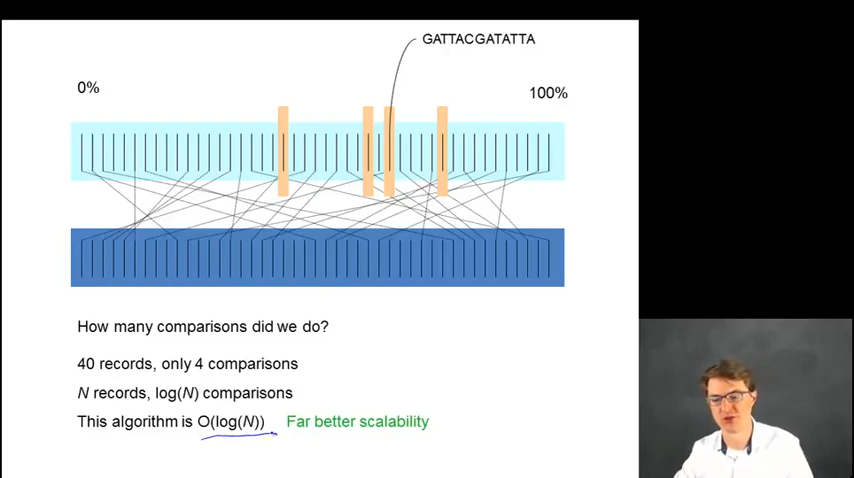 GATTACGATATTA
0%
100%
How many comparisons did we do?
40 records, only 4 comparisons
N records, log(N) comparisons
This algorithm is O(log(N)) Far better scalability